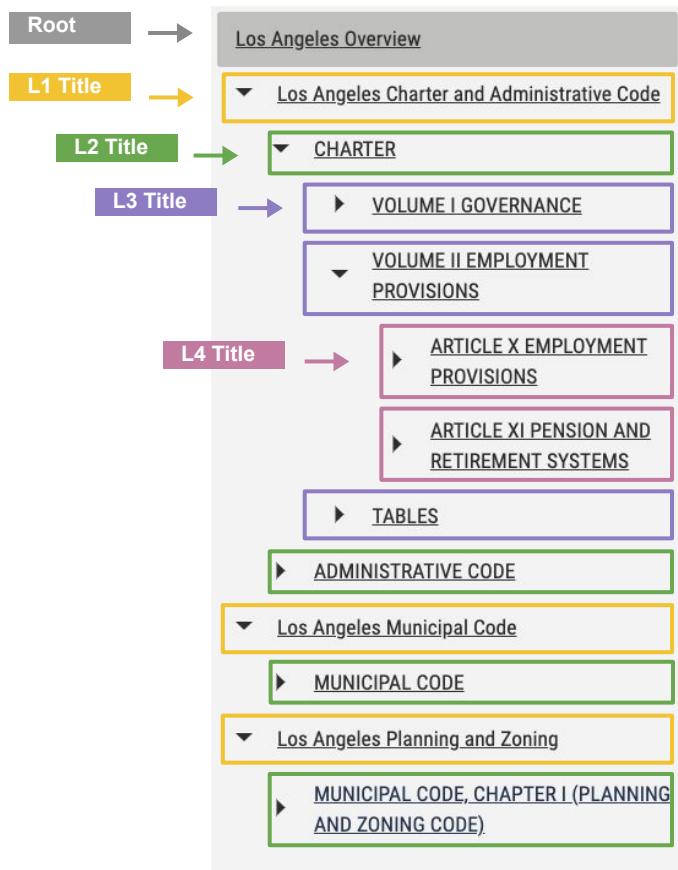 Root
Los Angeles Overview
L1 Title
Los Angeles Charter and Administrative Code
L2 Title
CHARTER
L3 Title
VOLUME I GOVERNANCE
VOLUME II EMPLOYMENT
PROVISIONS
L4 Title
ARTICLE X EMPLOYMENT
PROVISIONS
ARTICLE XI PENSION AND
RETIREMENT SYSTEMS
TABLES
ADMINISTRATIVE CODE
Los Angeles Municipal Code
MUNICIPAL CODE
Los Angeles Planning and Zoning
MUNICIPAL CODE, CHAPTER I (PLANNING
AND ZONING CODE)